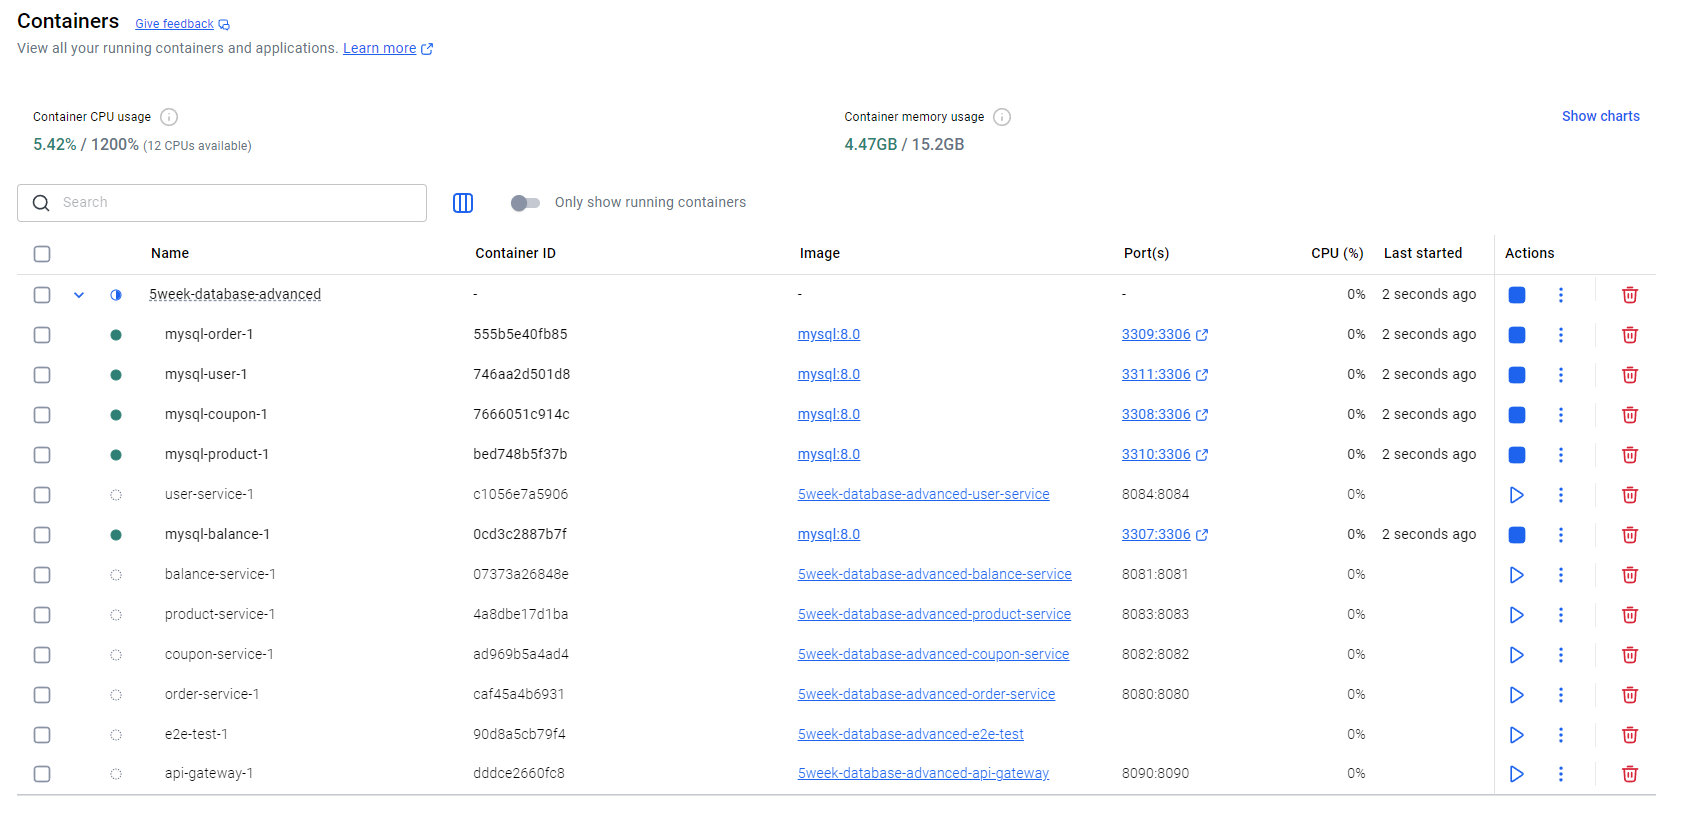 Containers Give feedback
View all your running containers and applications. Learn more
Container CPU usage Container memory usage Show charts
5.42% / 1200% (12 CPUs available) 4.47GB / 15.2GB
Search Only show running containers
Name Container ID Image Port(s) CPU (%) Last started Actions
5week-database-advanced - - - 0% 2 seconds ago
mysql-order-1 555b5e40fb85 mysql:8.0 3309:3306 0% 2 seconds ago
mysql-user-1 746aa2d501d8 mysql:8.0 3311:3306 0% 2 seconds ago
mysql-coupon-1 7666051c914c mysql:8.0 3308:3306 0% 2 seconds ago
mysql-product-1 bed748b5f37b mysql:8.0 3310:3306 0% 2 seconds ago
user-service-1 c1056e7a5906 5week-database-advanced-user-service 8084:8084 0%
mysql-balance-1 0cd3c2887b7f mysql:8.0 3307:3306 0% 2 seconds ago
balance-service-1 07373a26848e 5week-database-advanced-balance-service 8081:8081 0%
product-service-1 4a8dbe17d1ba 5week-database-advanced-product-service 8083:8083 0%
coupon-service-1 ad969b5a4ad4 5week-database-advanced-coupon-service 8082:8082 0%
order-service-1 caf45a4b6931 5week-database-advanced-order-service 8080:8080 0%
e2e-test-1 90d8a5cb79f4 5week-database-advanced-e2e-test 0%
api-gateway-1 dddce2660fc8 5week-database-advanced-api-gateway 8090:8090 0%